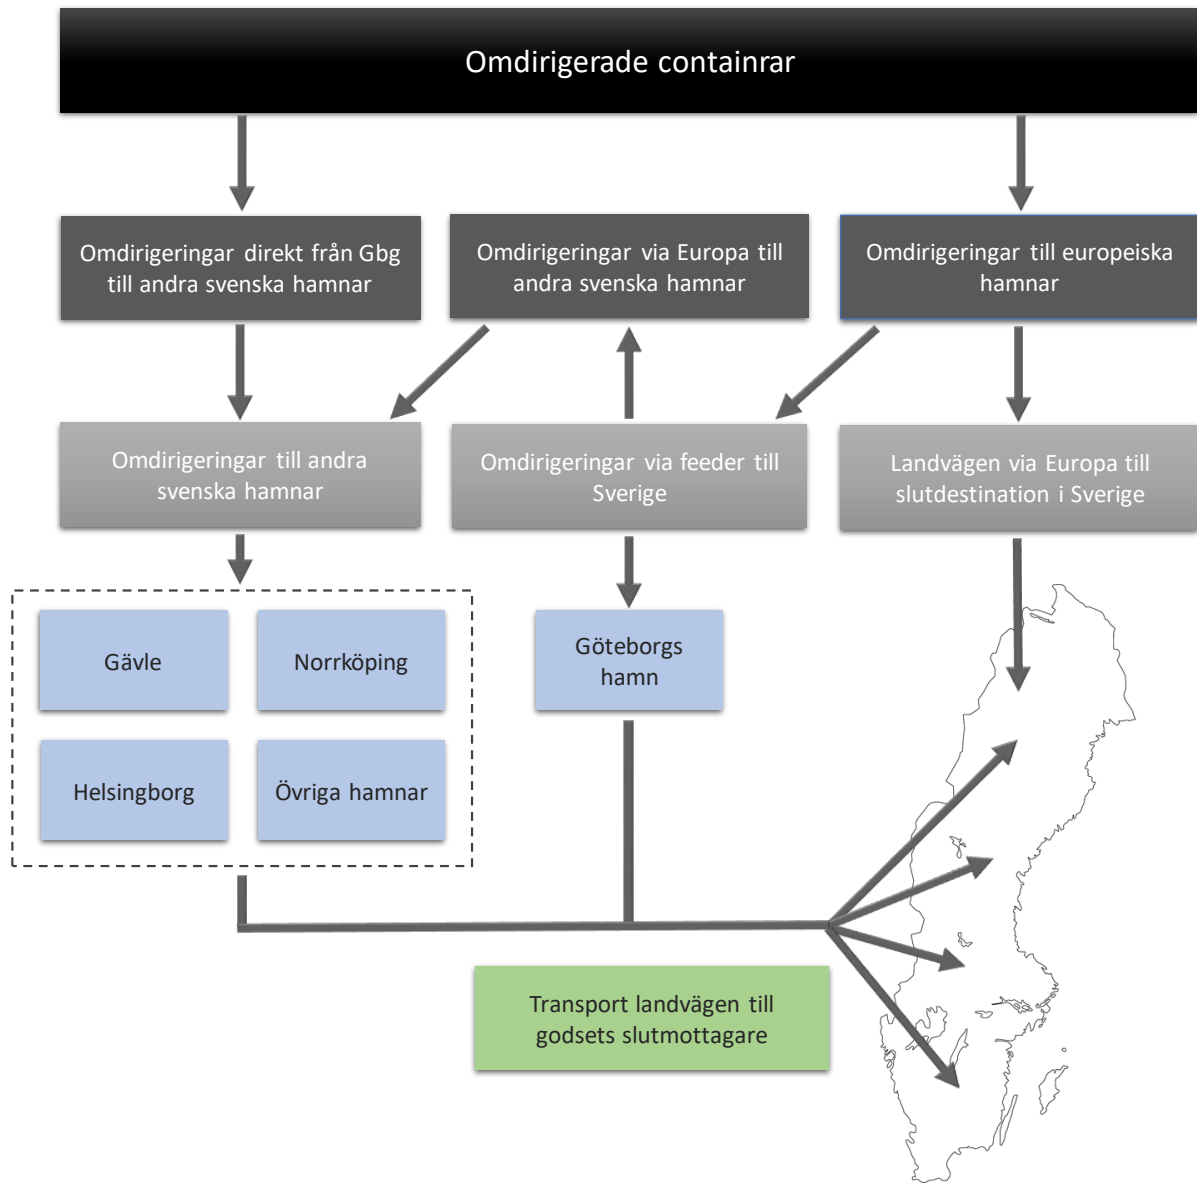 Omdirigerade containrar
Omdirigeringar direkt från Gbg
till andra svenska hamnar
Omdirigeringar via Europa till
andra svenska hamnar
Omdirigeringar till europeiska
hamnar
Omdirigeringar till andra
svenska hamnar
Omdirigeringar via feeder till
Sverige
Landvägen via Europa till
slutdestination i Sverige
Gävle
Norrköping
Göteborgs
hamn
Helsingborg
Övriga hamnar
Transport landvägen till
godsets slutmottagare